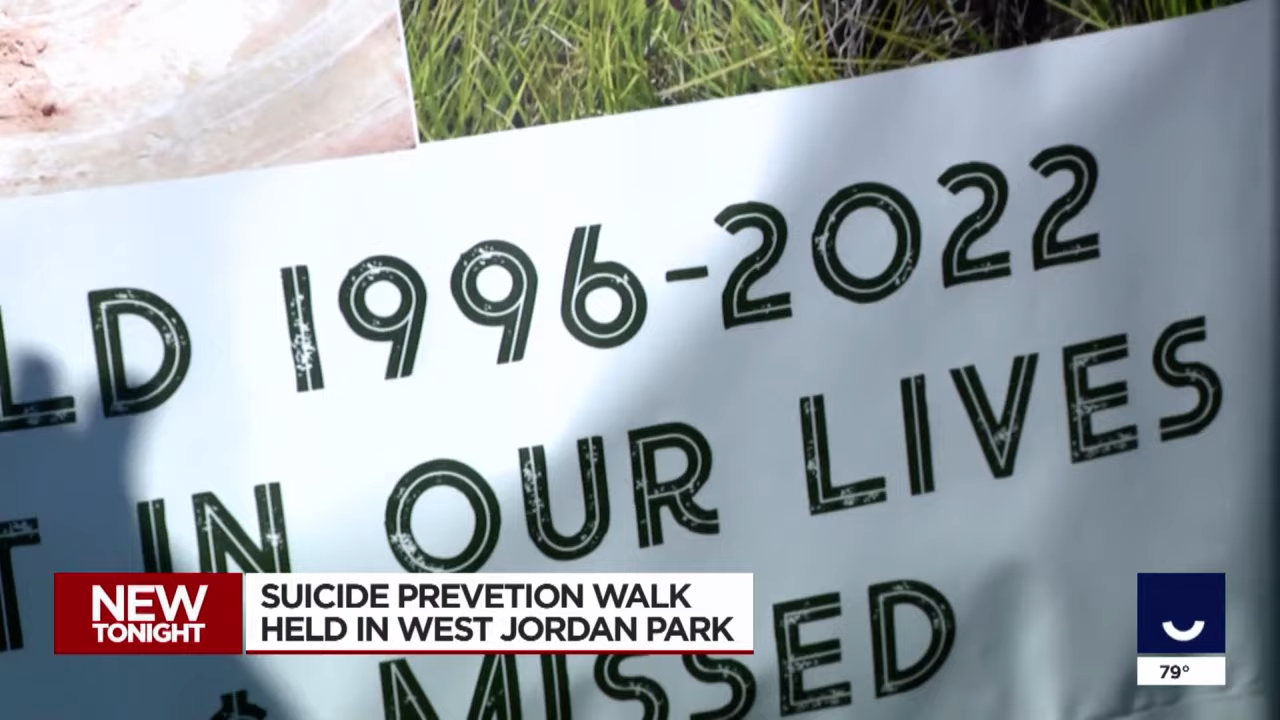 LD 1996-2022
T IN OUR LIVES
MISSED
NEW
TONIGHT
SUICIDE PREVETION WALK
HELD IN WEST JORDAN PARK
79°